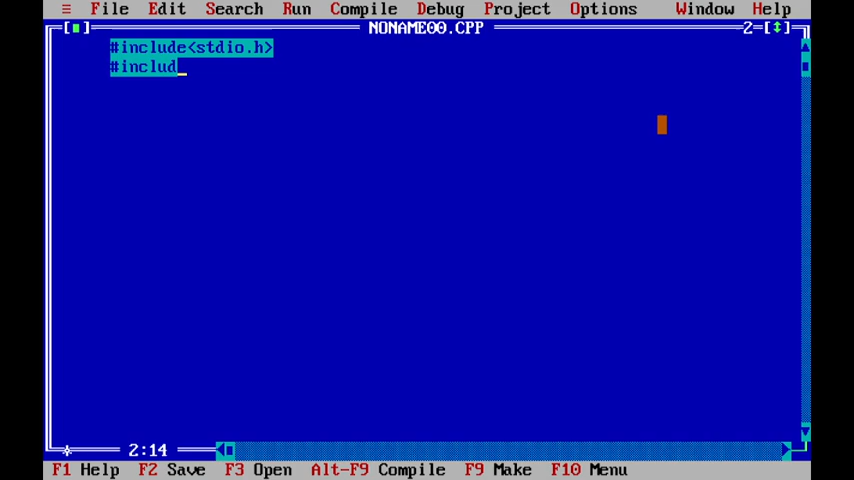 ≡ File Edit Search Run Compile Debug Project Options Window Help
[■] NONAME00.CPP 2=[↕]
#include<stdio.h>
#includ_
2:14
F1 Help F2 Save F3 Open Alt-F9 Compile F9 Make F10 Menu